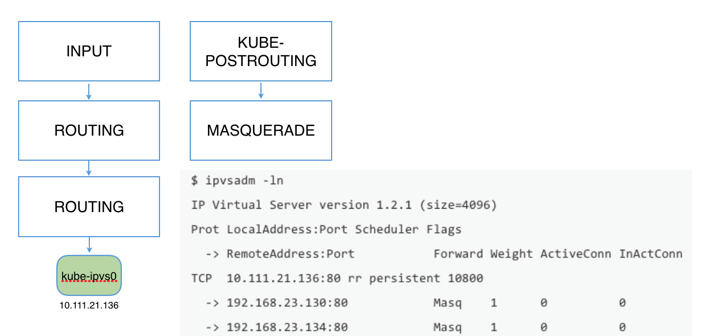 INPUT
ROUTING
ROUTING
kube-ipvs0
10.111.21.136
KUBE-
POSTROUTING
MASQUERADE
$ ipvsadm -ln
IP Virtual Server version 1.2.1 (size=4096)
Prot LocalAddress:Port Scheduler Flags
-> RemoteAddress:Port Forward Weight ActiveConn InActConn
TCP 10.111.21.136:80 rr persistent 10800
-> 192.168.23.130:80 Masq 1 0 0
-> 192.168.23.134:80 Masq 1 0 0